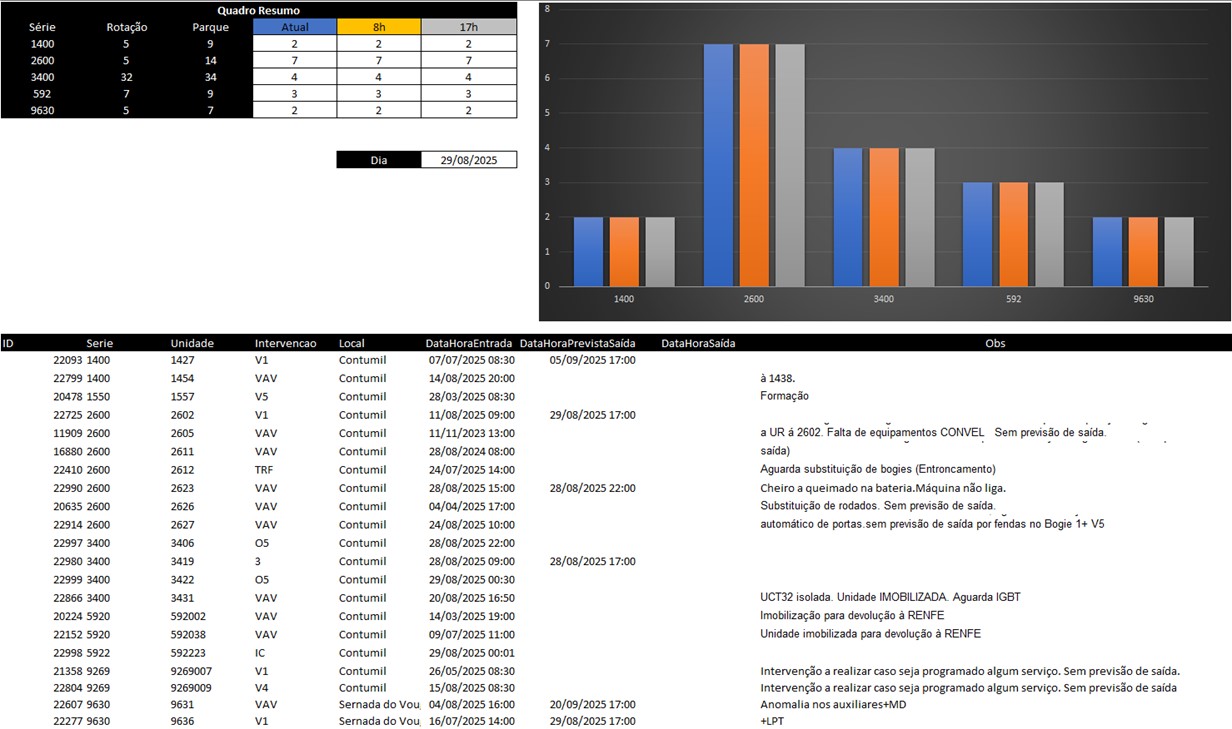 Quadro Resumo
Série Rotação Parque Atual 8h 17h
1400 5 9 2 2 2
2600 5 14 7 7 7
3400 32 34 4 4 4
592 7 9 3 3 3
9630 5 7 2 2 2
Dia 29/08/2025
8
7
6
5
4
3
2
1
0
1400 2600 3400 592 9630
ID Serie Unidade Intervencao Local DataHoraEntrada DataHoraPrevistaSaída DataHoraSaída Obs
22093 1400 1427 V1 Contumil 07/07/2025 08:30 05/09/2025 17:00
22799 1400 1454 VAV Contumil 14/08/2025 20:00 à 1438.
20478 1550 1557 V5 Contumil 28/03/2025 08:30 Formação
22725 2600 2602 V1 Contumil 11/08/2025 09:00 29/08/2025 17:00
11909 2600 2605 VAV Contumil 11/11/2023 13:00 a UR á 2602. Falta de equipamentos CONVEL Sem previsão de saída.
16880 2600 2611 VAV Contumil 28/08/2024 08:00 saída)
22410 2600 2612 TRF Contumil 24/07/2025 14:00 Aguarda substituição de bogies (Entroncamento)
22990 2600 2623 VAV Contumil 28/08/2025 15:00 28/08/2025 22:00 Cheiro a queimado na bateria.Máquina não liga.
20635 2600 2626 VAV Contumil 04/04/2025 17:00 Substituição de rodados. Sem previsão de saída.
22914 2600 2627 VAV Contumil 24/08/2025 10:00 automático de portas.sem previsão de saída por fendas no Bogie 1+ V5
22997 3400 3406 O5 Contumil 28/08/2025 22:00
22980 3400 3419 3 Contumil 28/08/2025 09:00 28/08/2025 17:00
22999 3400 3422 O5 Contumil 29/08/2025 00:30
22866 3400 3431 VAV Contumil 20/08/2025 16:50 UCT32 isolada. Unidade IMOBILIZADA. Aguarda IGBT
20224 5920 592002 VAV Contumil 14/03/2025 19:00 Imobilização para devolução à RENFE
22152 5920 592038 VAV Contumil 09/07/2025 11:00 Unidade imobilizada para devolução à RENFE
22998 5922 592223 IC Contumil 29/08/2025 00:01
21358 9269 9269007 V1 Contumil 26/05/2025 08:30 Intervenção a realizar caso seja programado algum serviço. Sem previsão de saída.
22804 9269 9269009 V4 Contumil 15/08/2025 08:30 Intervenção a realizar caso seja programado algum serviço. Sem previsão de saída
22607 9630 9631 VAV Sernada do Vou 04/08/2025 16:00 20/09/2025 17:00 Anomalia nos auxiliares+MD
22277 9630 9636 V1 Sernada do Vou 16/07/2025 14:00 29/08/2025 17:00 +LPT